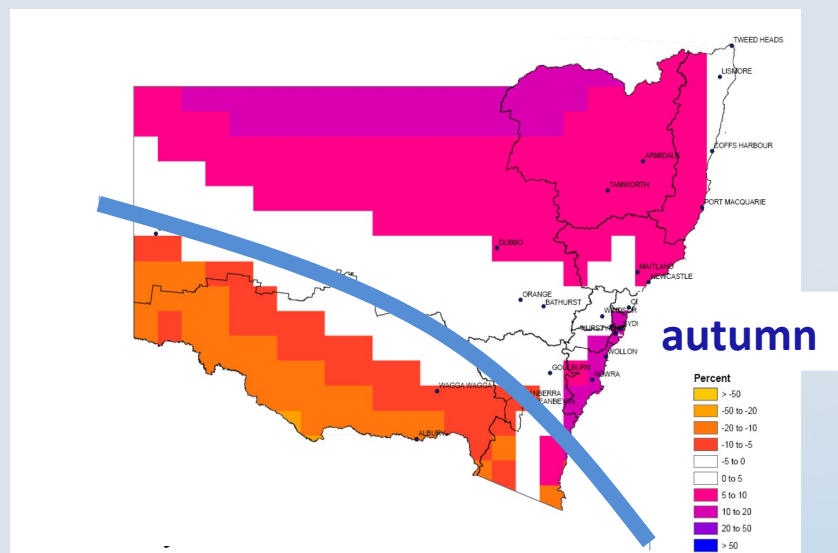 TWEED HEADS
LISMORE
COFFS HARBOUR
ARMIDALE
TAMWORTH
PORT MACQUARIE
DUBBO
MAITLAND
NEWCASTLE
ORANGE
BATHURST
autumn
WOLLON
GOULBURN
NOWRA
WAGGA WAGGA
ANBERRA
EANBEYAN
ALBURY
Percent
> -50
-50 to -20
-20 to -10
-10 to -5
-5 to 0
0 to 5
5 to 10
10 to 20
20 to 50
> 50